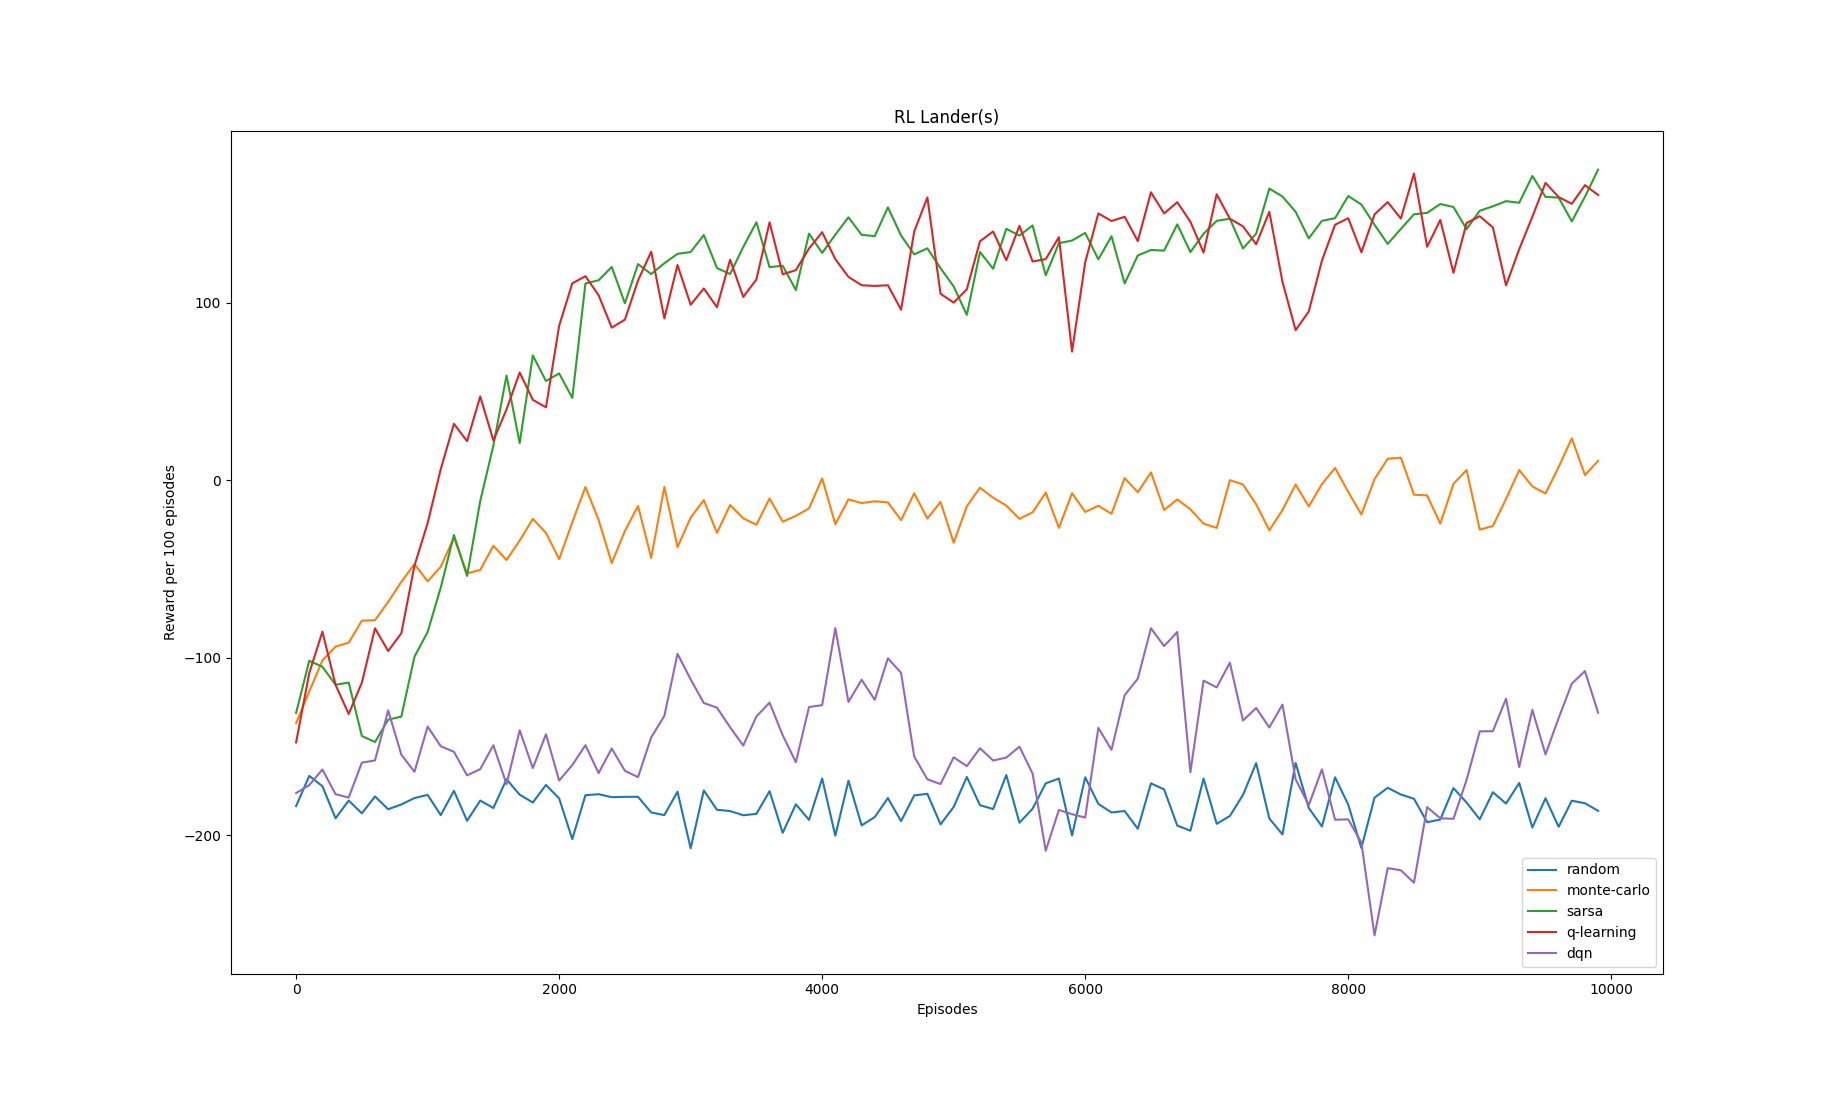 RL Lander(s)
Reward per 100 episodes
100
0
−100
−200
0 2000 4000 6000 8000 10000
Episodes
random
monte-carlo
sarsa
q-learning
dqn